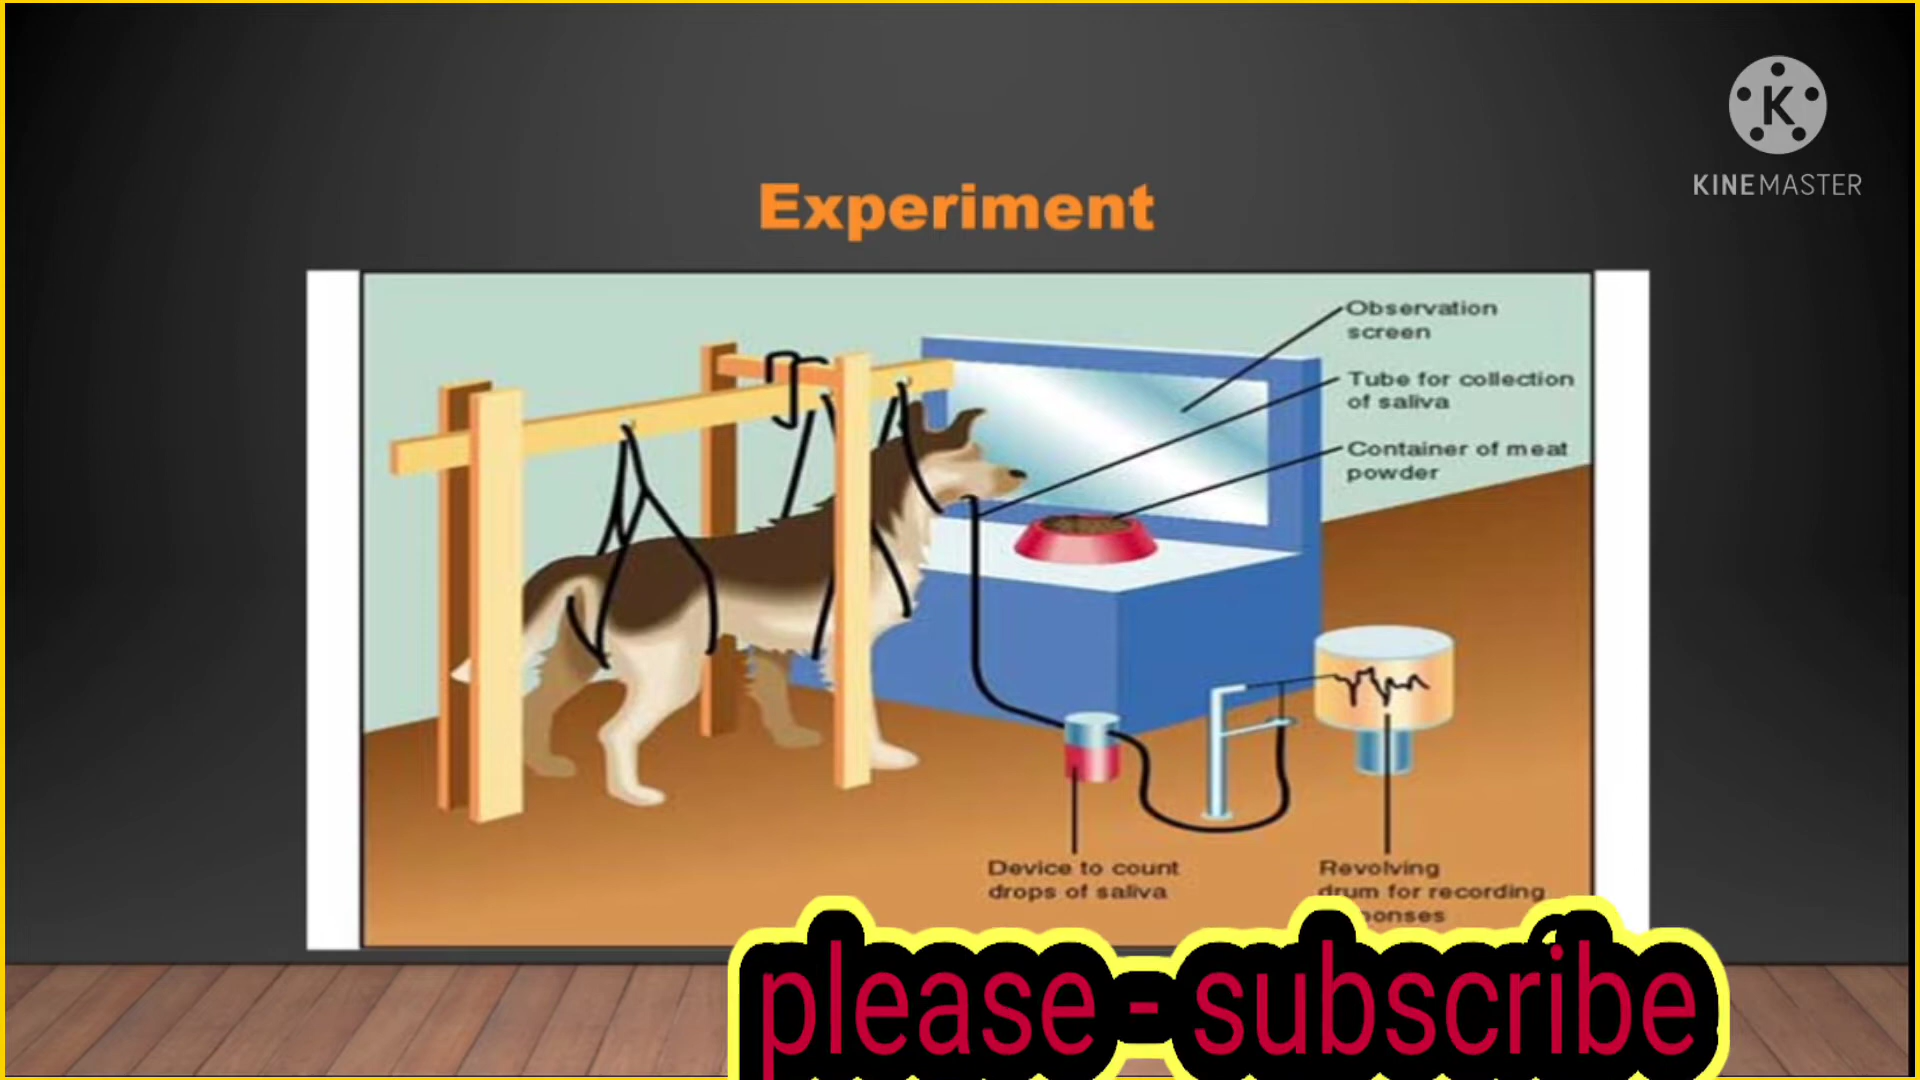 K
KINEMASTER
Experiment
Observation
screen
Tube for collection
of saliva
Container of meat
powder
Device to count
drops of saliva
Revolving
drum for recording
ponses
please - subscribe